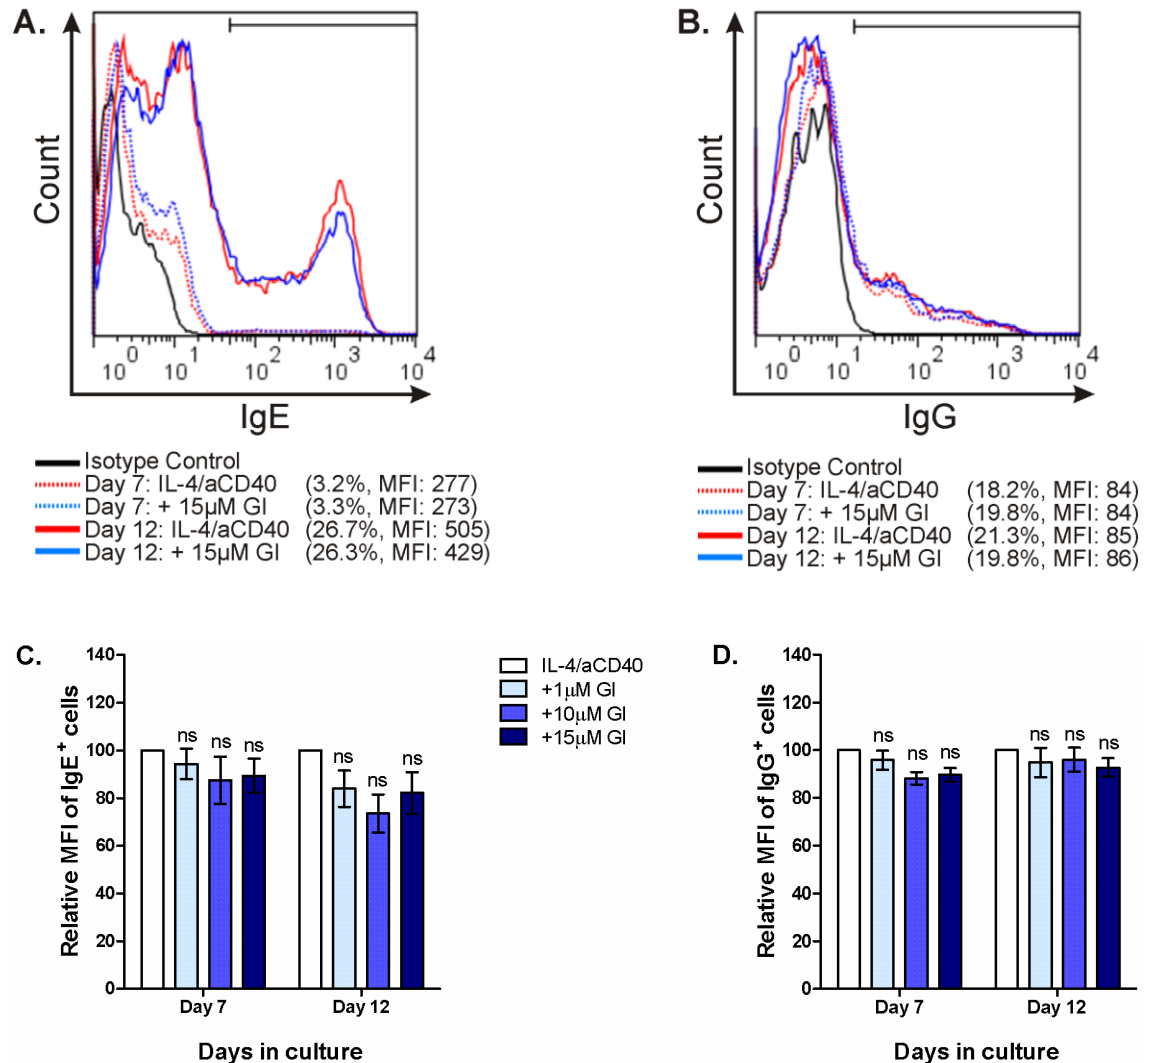 A.
Count
10^0 10^1 10^2 10^3 10^4
IgE
Isotype Control
Day 7: IL-4/aCD40 (3.2%, MFI: 277)
Day 7: + 15µM GI (3.3%, MFI: 273)
Day 12: IL-4/aCD40 (26.7%, MFI: 505)
Day 12: + 15µM GI (26.3%, MFI: 429)
B.
Count
10^0 10^1 10^2 10^3 10^4
IgG
Isotype Control
Day 7: IL-4/aCD40 (18.2%, MFI: 84)
Day 7: + 15µM GI (19.8%, MFI: 84)
Day 12: IL-4/aCD40 (21.3%, MFI: 85)
Day 12: + 15µM GI (19.8%, MFI: 86)
C.
Relative MFI of IgE+ cells
140
120
100
80
60
40
20
0
ns ns ns ns ns ns
Day 7 Day 12
Days in culture
IL-4/aCD40
+1µM GI
+10µM GI
+15µM GI
D.
Relative MFI of IgG+ cells
140
120
100
80
60
40
20
0
ns ns ns ns ns ns
Day 7 Day 12
Days in culture